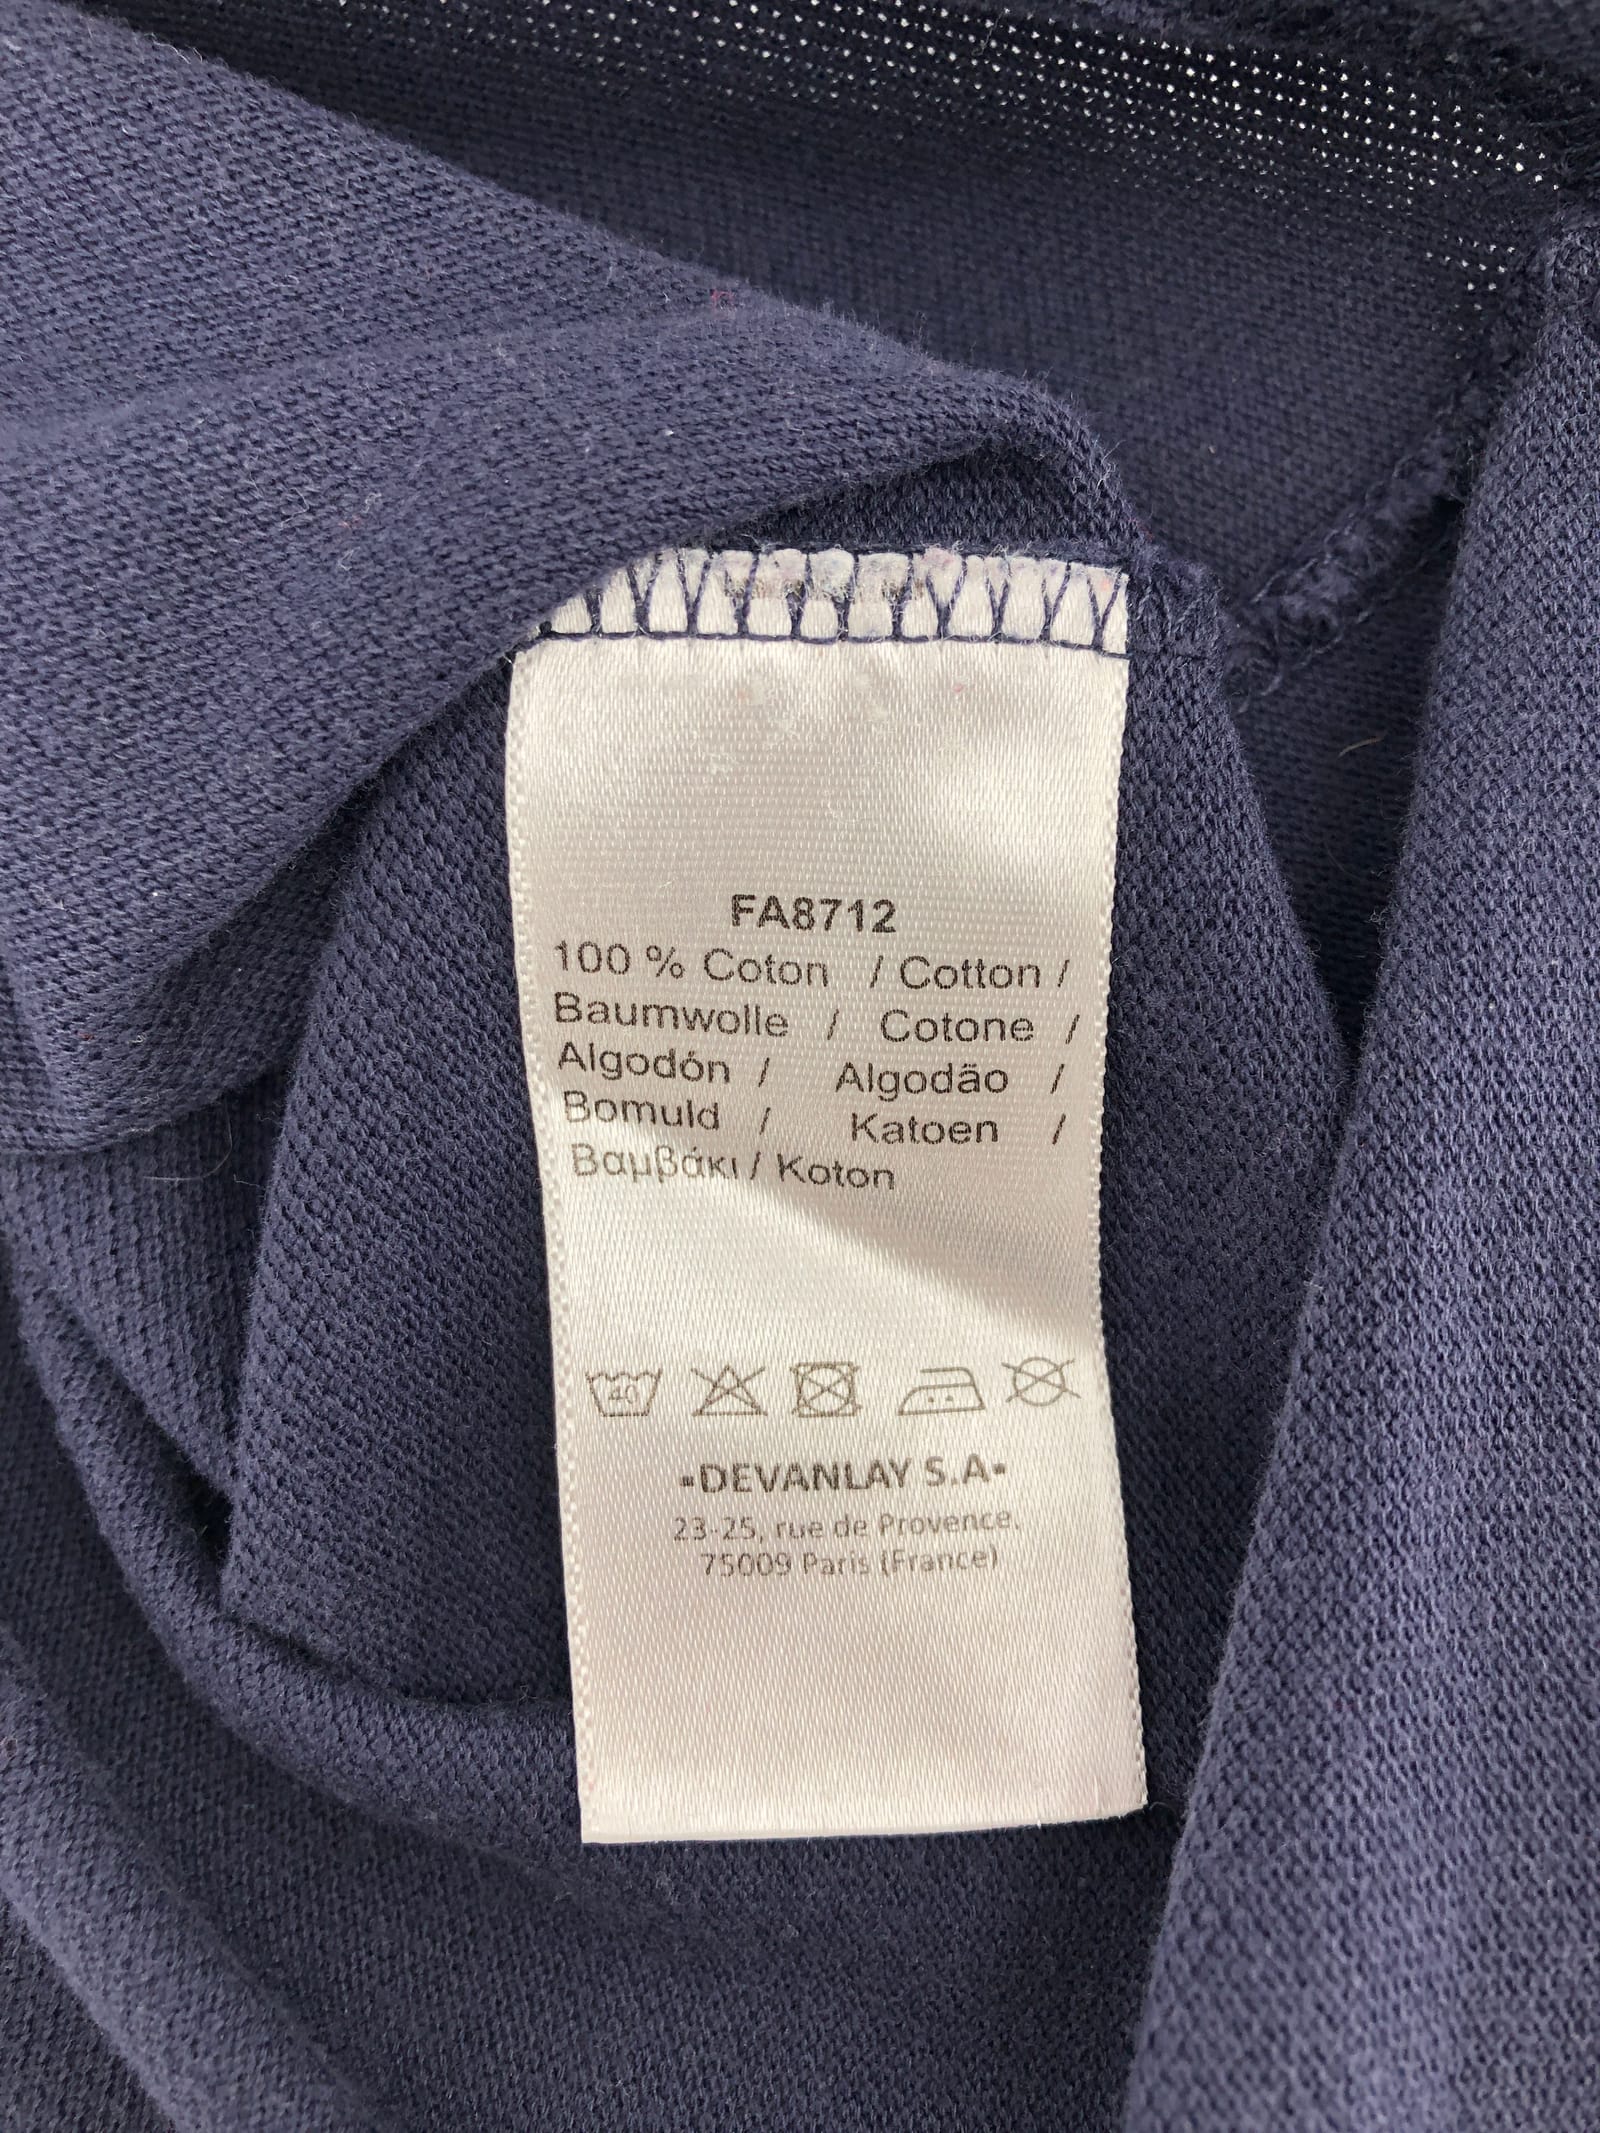 FA8712
100 % Coton / Cotton /
Baumwolle / Cotone /
Algodón / Algodão /
Bomuld / Katoen /
Βαμβάκι / Koton
40
▪DEVANLAY S.A▪
23-25, rue de Provence.
75009 Paris (France)